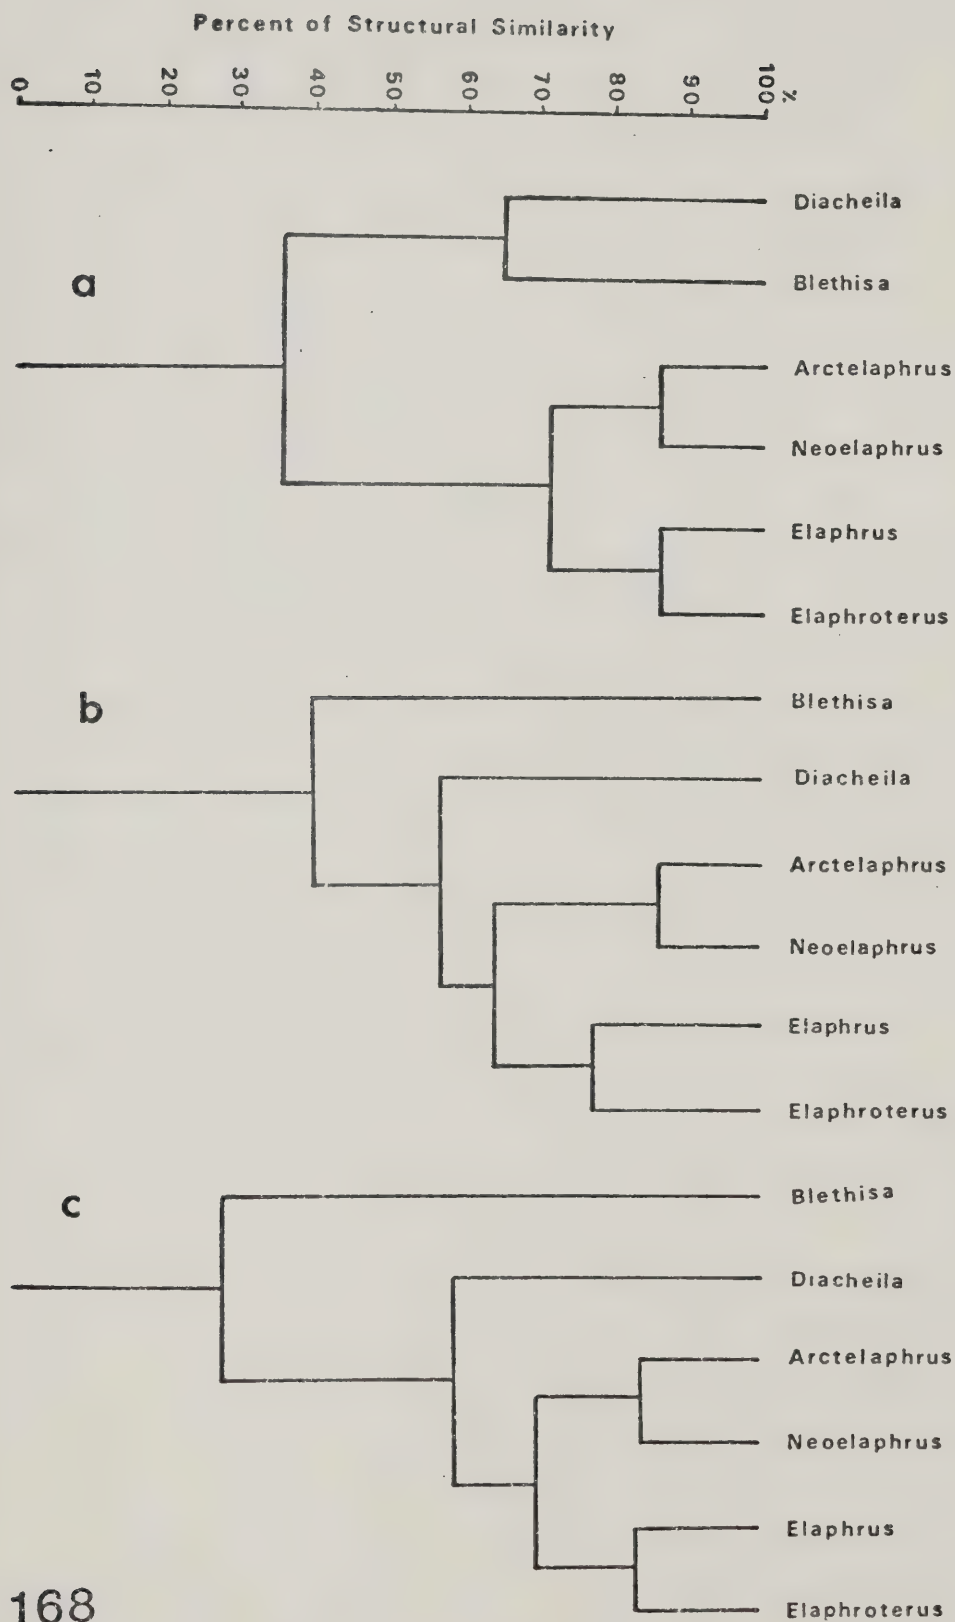 Percent of Structural Similarity
0 10 20 30 40 50 60 70 80 90 100 %
a
Diacheila
Blethisa
Arctelaphrus
Neoelaphrus
Elaphrus
Elaphroterus
b
Blethisa
Diacheila
Arctelaphrus
Neoelaphrus
Elaphrus
Elaphroterus
c
Blethisa
Diacheila
Arctelaphrus
Neoelaphrus
Elaphrus
Elaphroterus
168